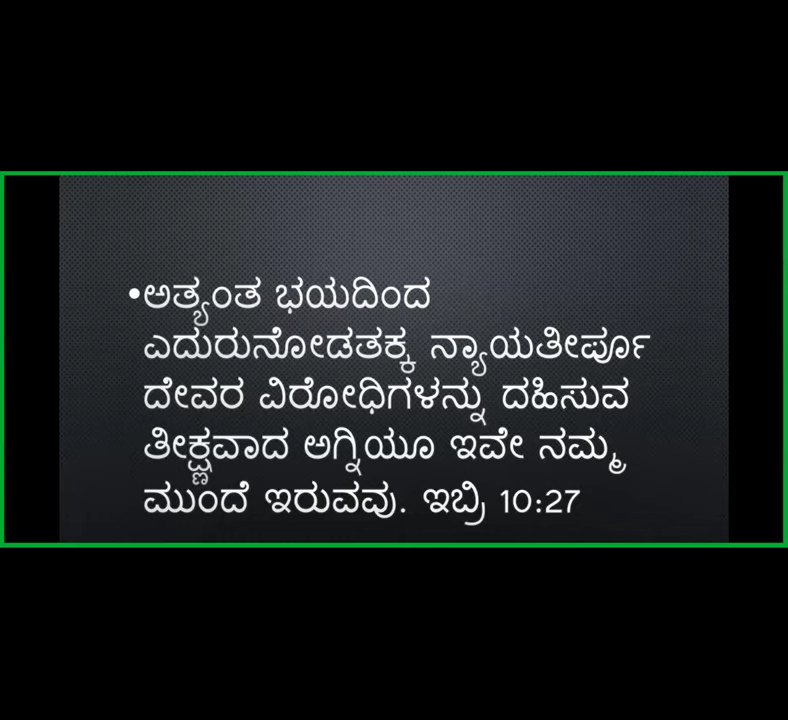 •ಅತ್ಯಂತ ಭಯದಿಂದ
ಎದುರುನೋಡತಕ್ಕ ನ್ಯಾಯತೀರ್ಪೂ
ದೇವರ ವಿರೋಧಿಗಳನ್ನು ದಹಿಸುವ
ತೀಕ್ಷ್ಣವಾದ ಅಗ್ನಿಯೂ ಇವೇ ನಮ್ಮ
ಮುಂದೆ ಇರುವವು. ಇಬ್ರಿ 10:27